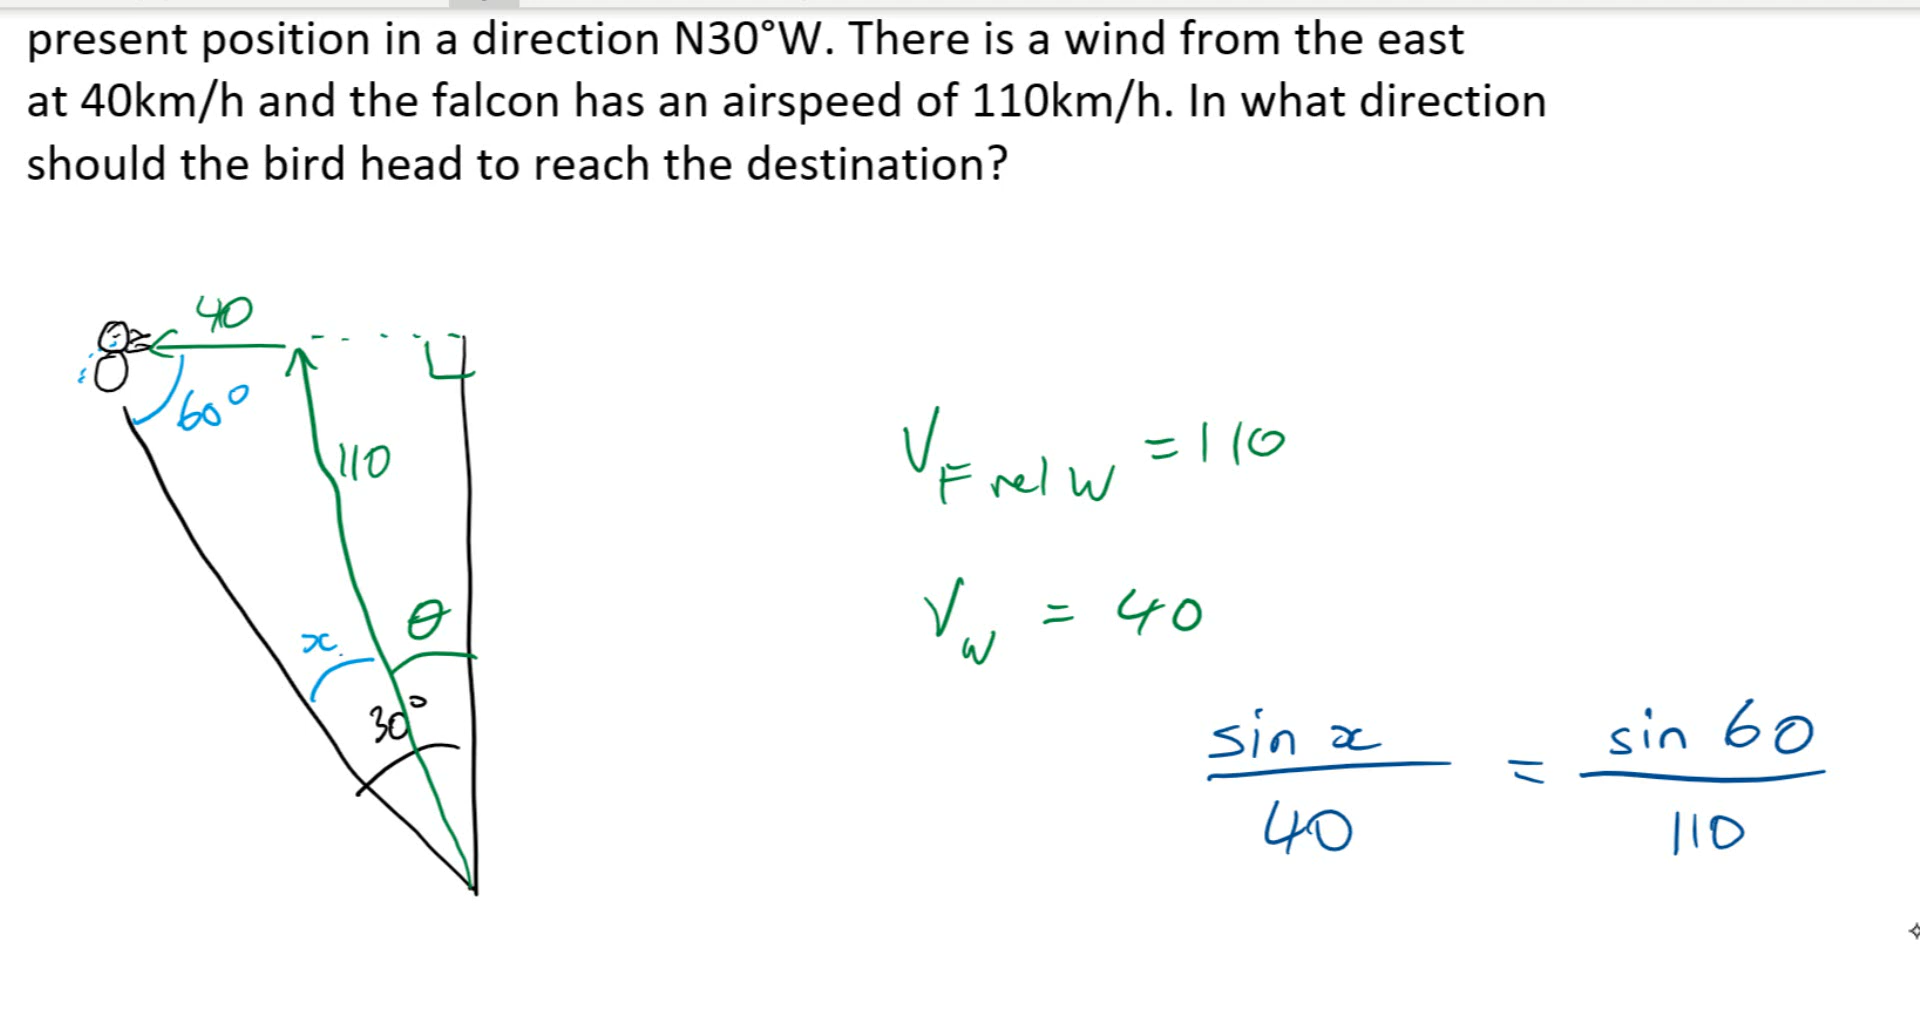 present position in a direction N30°W. There is a wind from the east
at 40km/h and the falcon has an airspeed of 110km/h. In what direction
should the bird head to reach the destination?
40
60°
110
V F rel W = 110
θ
x
V w = 40
30°
sin x / 40 = sin 60 / 110